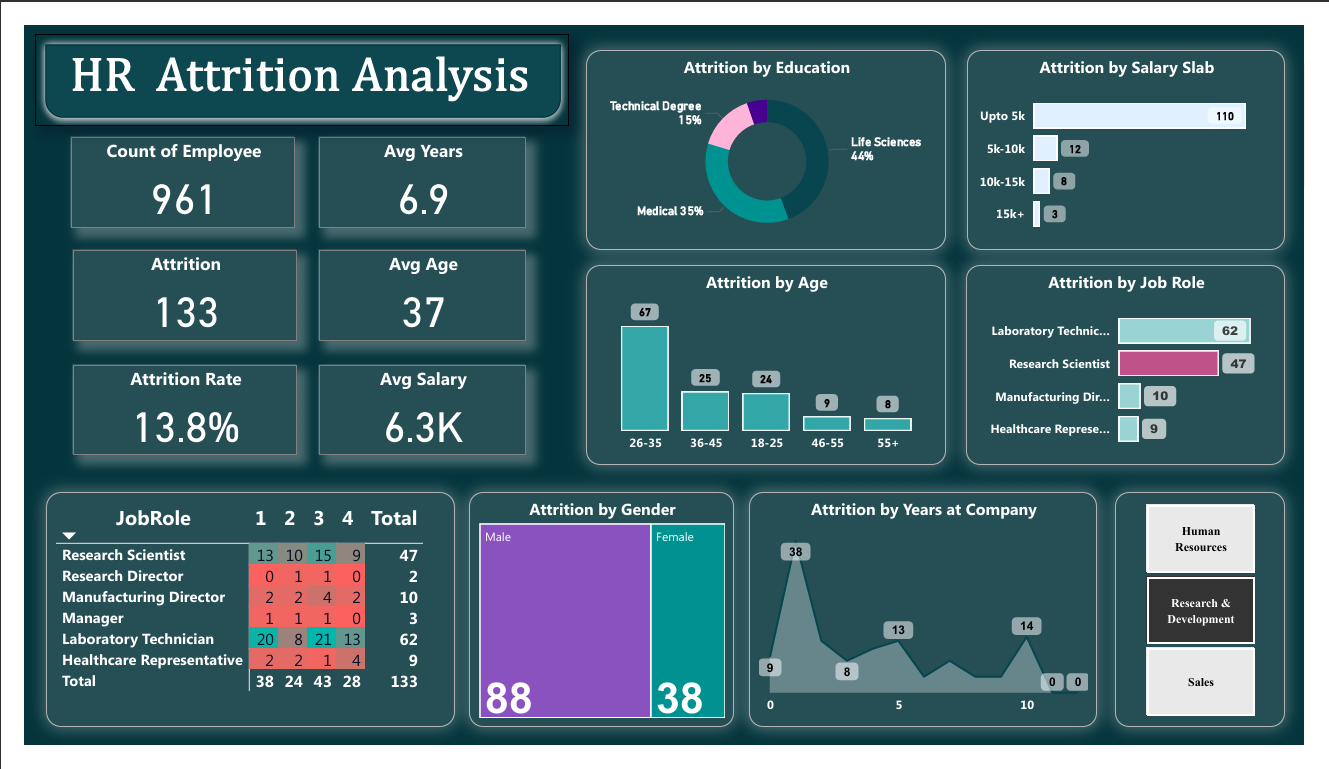 HR Attrition Analysis
Count of Employee
961
Avg Years
6.9
Attrition
133
Avg Age
37
Attrition Rate
13.8%
Avg Salary
6.3K
Attrition by Education
Technical Degree
15%
Life Sciences
44%
Medical 35%
Attrition by Salary Slab
Upto 5k 110
5k-10k 12
10k-15k 8
15k+ 3
Attrition by Age
67 25 24 9 8
26-35 36-45 18-25 46-55 55+
Attrition by Job Role
Laboratory Technic... 62
Research Scientist 47
Manufacturing Dir... 10
Healthcare Represe... 9
JobRole 1 2 3 4 Total
Research Scientist 13 10 15 9 47
Research Director 0 1 1 0 2
Manufacturing Director 2 2 4 2 10
Manager 1 1 1 0 3
Laboratory Technician 20 8 21 13 62
Healthcare Representative 2 2 1 4 9
Total 38 24 43 28 133
Attrition by Gender
Male Female
88 38
Attrition by Years at Company
38
13 14
9 8 0 0
0 5 10
Human
Resources
Research &
Development
Sales